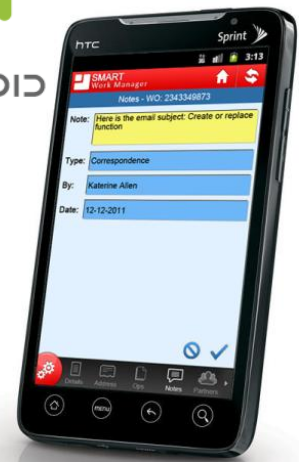 hTC
Sprint
3:13
OID
SMART
Work Manager
Notes - WO: 2343349873
Note: Here is the email subject: Create or replace
function
Type: Correspondence
By: Katerine Allen
Date: 12-12-2011
Details Address Ops Notes Partners
menu